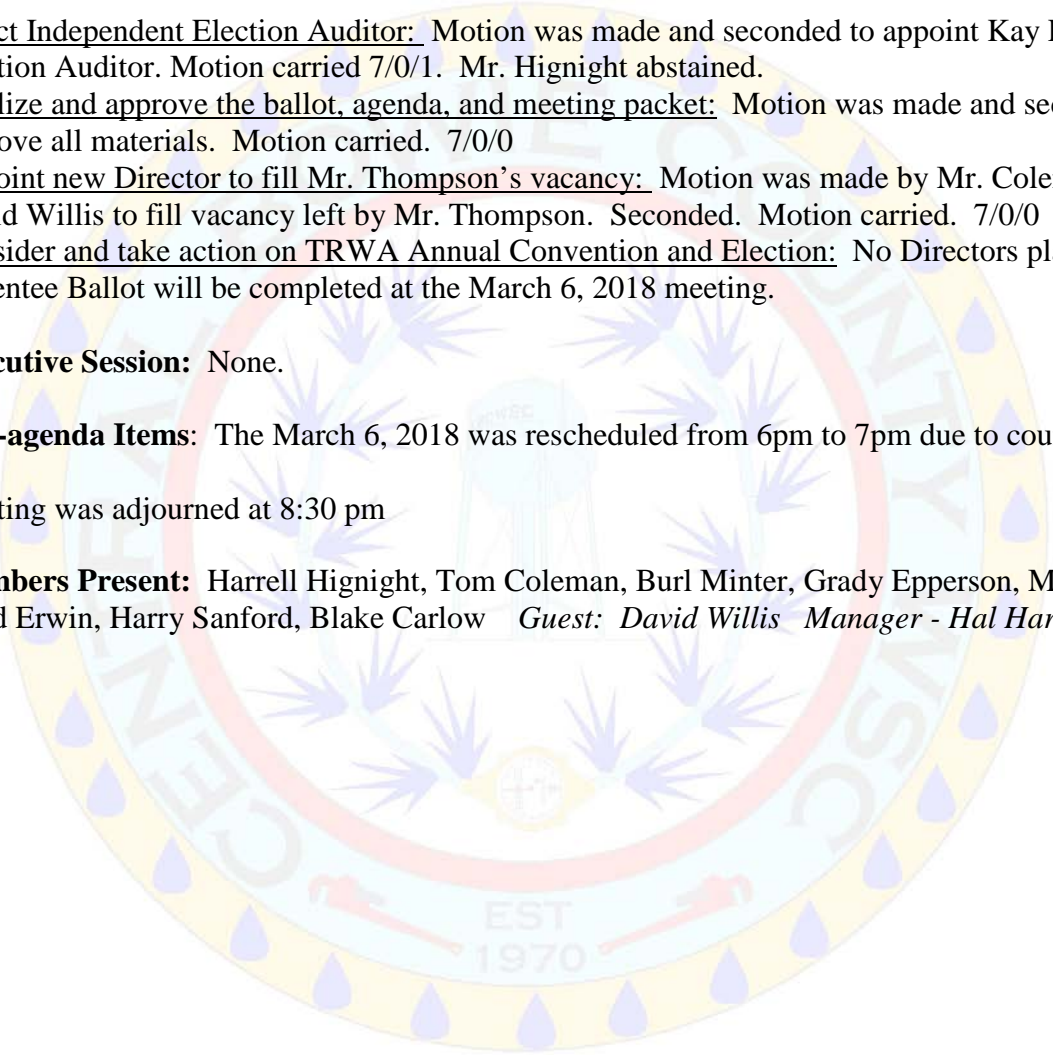 ct Independent Election Auditor: Motion was made and seconded to appoint Kay
tion Auditor. Motion carried 7/0/1. Mr. Hignight abstained.
lize and approve the ballot, agenda, and meeting packet: Motion was made and sec
ove all materials. Motion carried. 7/0/0
oint new Director to fill Mr. Thompson's vacancy: Motion was made by Mr. Cole
d Willis to fill vacancy left by Mr. Thompson. Seconded. Motion carried. 7/0/0
sider and take action on TRWA Annual Convention and Election: No Directors pla
entee Ballot will be completed at the March 6, 2018 meeting.
cutive Session: None.
-agenda Items: The March 6, 2018 was rescheduled from 6pm to 7pm due to cou
ting was adjourned at 8:30 pm
mbers Present: Harrell Hignight, Tom Coleman, Burl Minter, Grady Epperson, M
d Erwin, Harry Sanford, Blake Carlow Guest: David Willis Manager - Hal Har
CENTRAL BOWIE COUNTY WSC
EST
1970